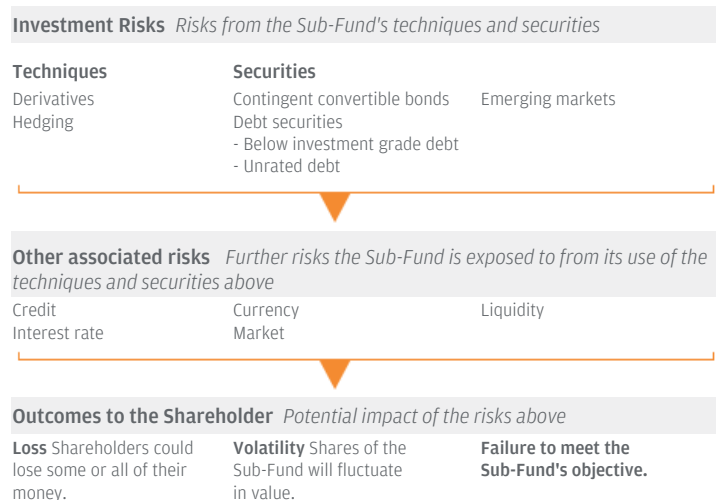 Investment Risks Risks from the Sub-Fund's techniques and securities
Techniques
Derivatives
Hedging
Securities
Contingent convertible bonds
Debt securities
- Below investment grade debt
- Unrated debt
Emerging markets
Other associated risks Further risks the Sub-Fund is exposed to from its use of the
techniques and securities above
Credit
Interest rate
Currency
Market
Liquidity
Outcomes to the Shareholder Potential impact of the risks above
Loss Shareholders could
lose some or all of their
money.
Volatility Shares of the
Sub-Fund will fluctuate
in value.
Failure to meet the
Sub-Fund's objective.